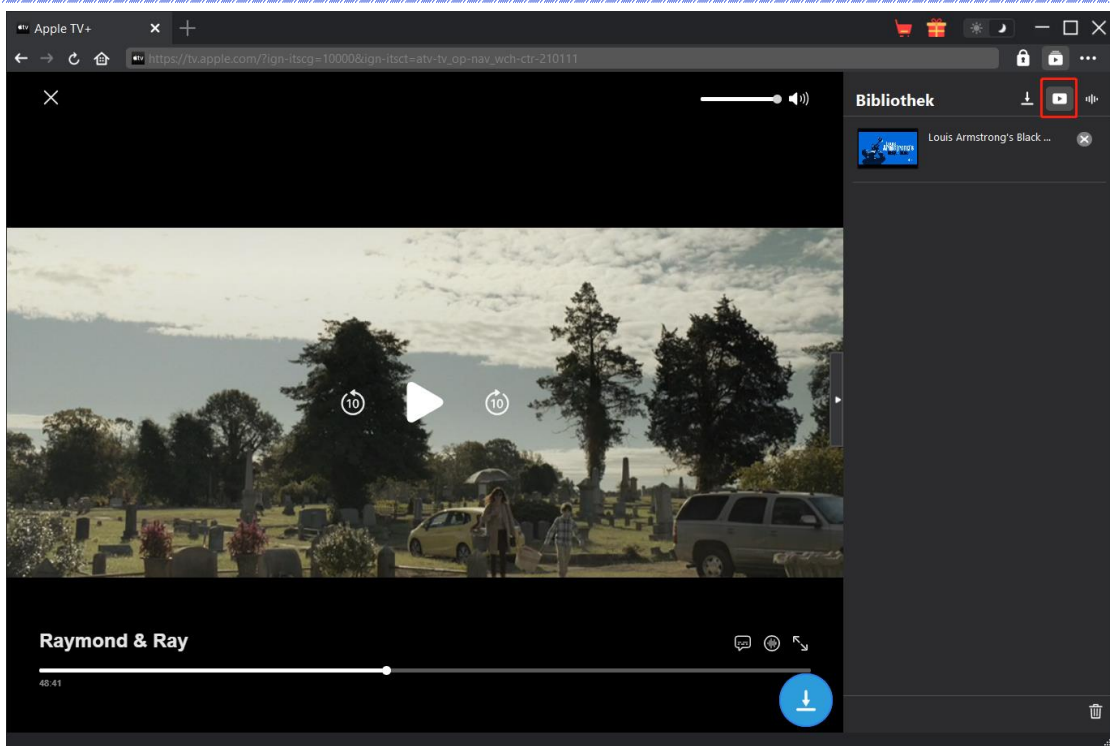 Apple TV+
https://tv.apple.com/?ign-itscg=10000&ign-itsct=atv-tv_op-nav_wch-ctr-210111
Bibliothek
Louis Armstrong's Black ...
10
10
Raymond & Ray
48:41